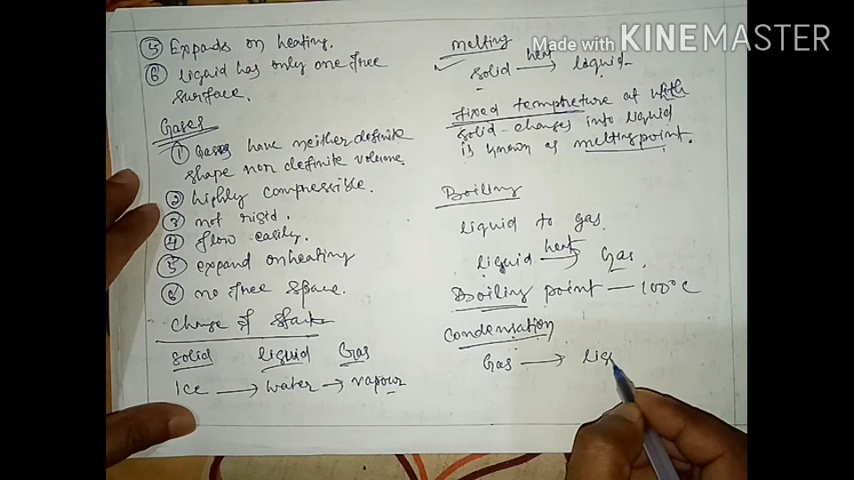 ⑤ Expands on heating.
⑥ liquid has only one free
surface.
Gases
① Gases have neither definite
shape non definite volume.
② highly compressible.
③ not rigid.
④ flow easily.
⑤ expand on heating
⑥ no free space.
Change of State
Solid liquid Gas
Ice → water → vapour
Made with KINEMASTER
Melting
✓ Solid heat → liquid
fixed tempreture at with
solid changes into liquid
is known as melting point.
Boiling
liquid to gas.
liquid heat → Gas.
Boiling point — 100°c
Condensation
Gas → liq